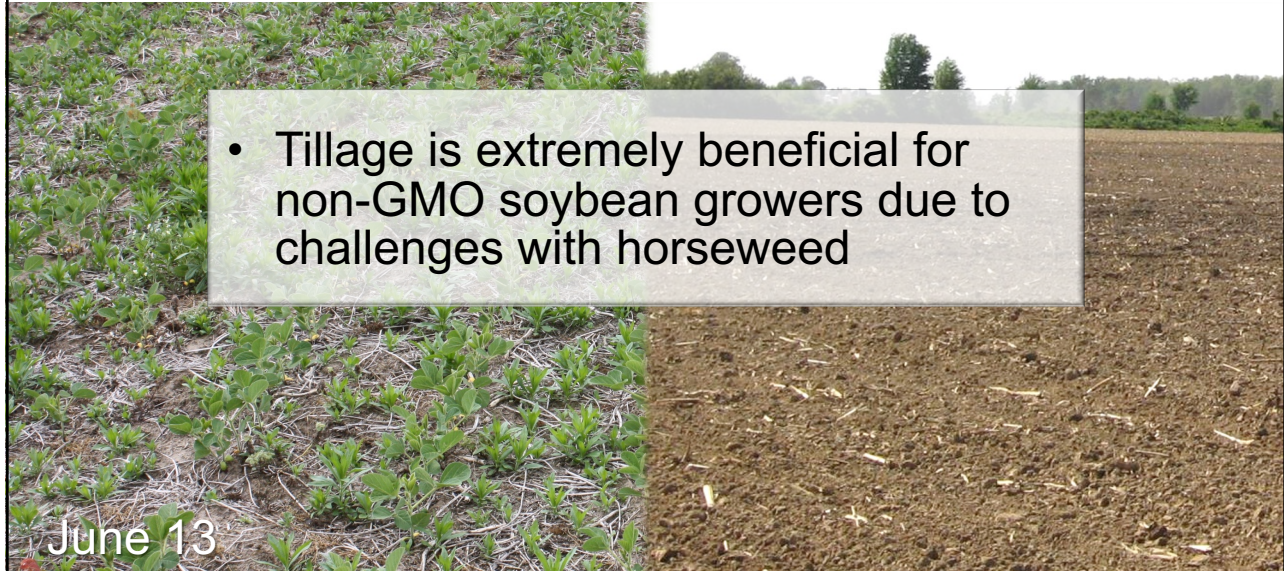 • Tillage is extremely beneficial for
non-GMO soybean growers due to
challenges with horseweed
June 13